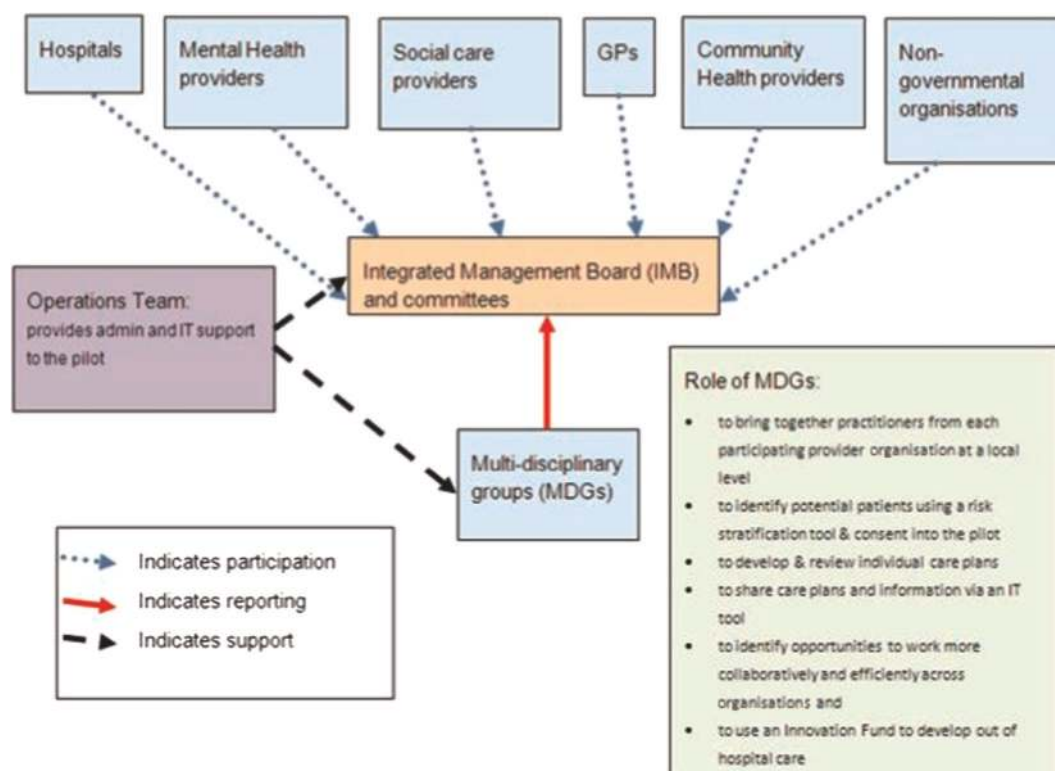 Hospitals
Mental Health
providers
Social care
providers
GPs
Community
Health providers
Non-
governmental
organisations
Integrated Management Board (IMB)
and committees
Operations Team:
provides admin and IT support
to the pilot
Multi-disciplinary
groups (MDGs)
Indicates participation
Indicates reporting
Indicates support
Role of MDGs:
• to bring together practitioners from each
participating provider organisation at a local
level
• to identify potential patients using a risk
stratification tool & consent into the pilot
• to develop & review individual care plans
• to share care plans and information via an IT
tool
• to identify opportunities to work more
collaboratively and efficiently across
organisations and
• to use an Innovation Fund to develop out of
hospital care